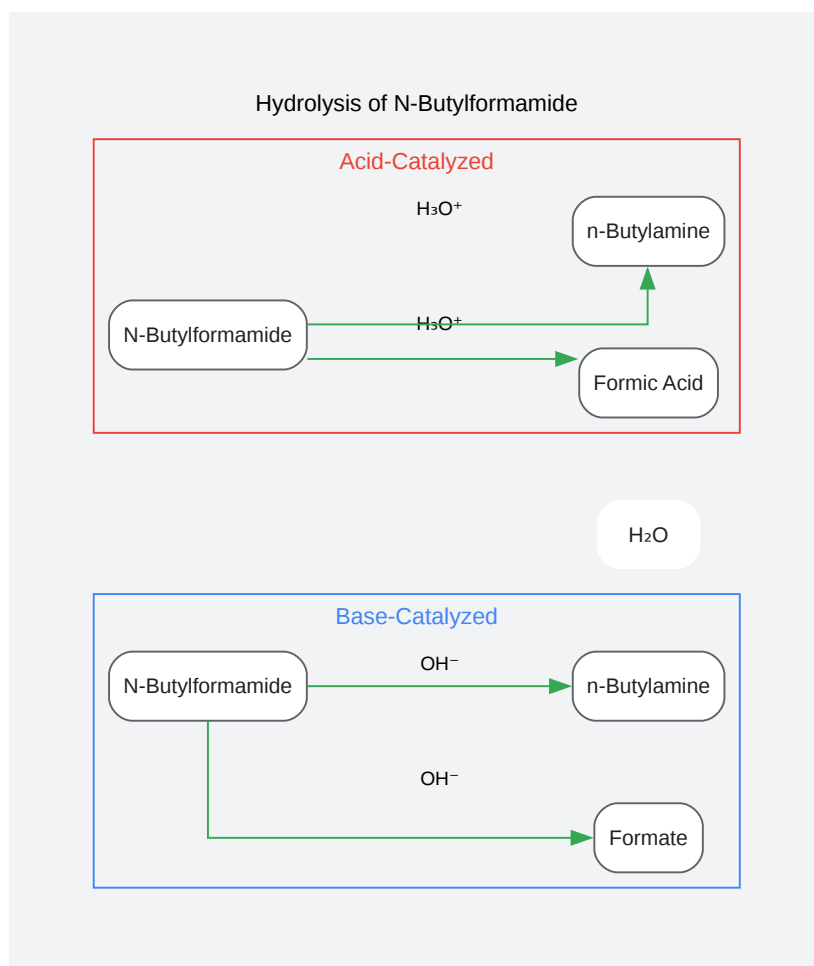 Hydrolysis of N-Butylformamide
Acid-Catalyzed
H₃O⁺
n-Butylamine
N-Butylformamide
H₃O⁺
Formic Acid
H₂O
Base-Catalyzed
N-Butylformamide
OH⁻
n-Butylamine
OH⁻
Formate